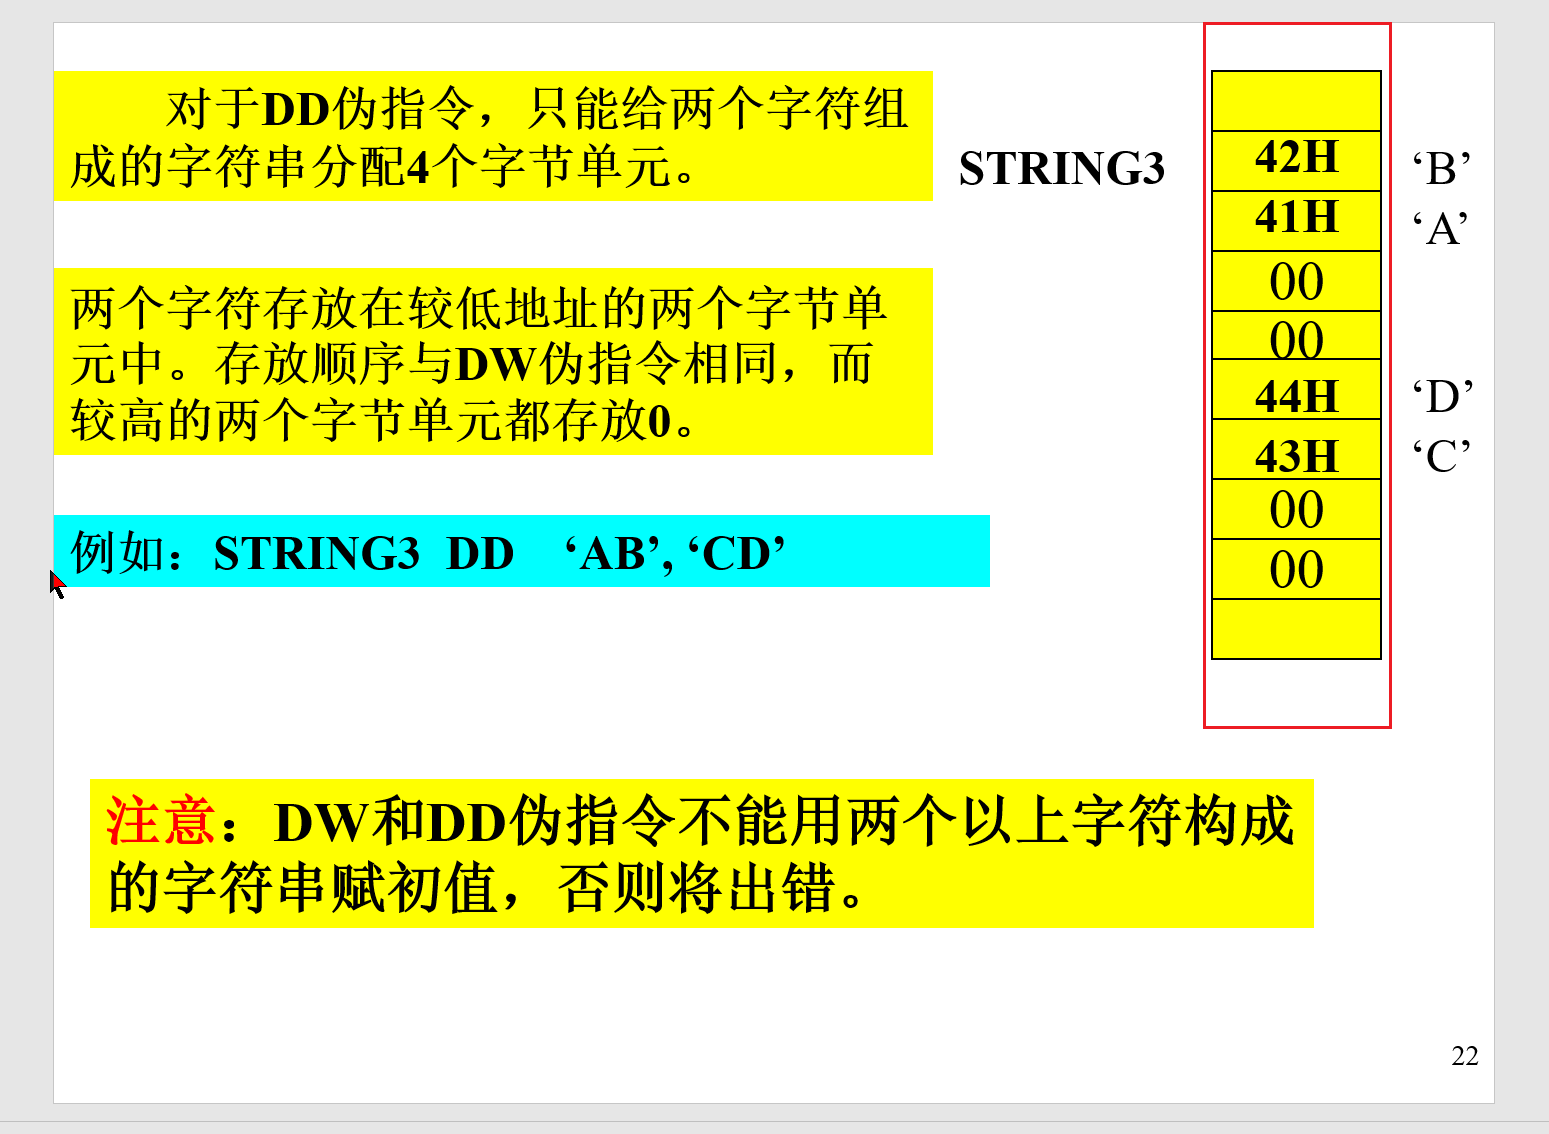 对于DD伪指令，只能给两个字符组
成的字符串分配4个字节单元。
两个字符存放在较低地址的两个字节单
元中。存放顺序与DW伪指令相同，而
较高的两个字节单元都存放0。
例如：STRING3 DD ‘AB’, ‘CD’
STRING3
42H ‘B’
41H ‘A’
00
00
44H ‘D’
43H ‘C’
00
00
注意：DW和DD伪指令不能用两个以上字符构成
的字符串赋初值，否则将出错。
22